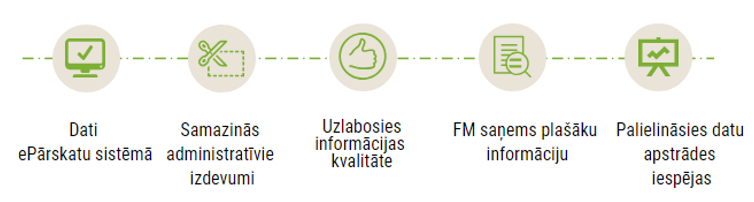 Dati
ePārskatu sistēmā
Samazinās
administratīvie
izdevumi
Uzlabosies
informācijas
kvalitāte
FM saņems plašāku
informāciju
Palielināsies datu
apstrādes
iespējas